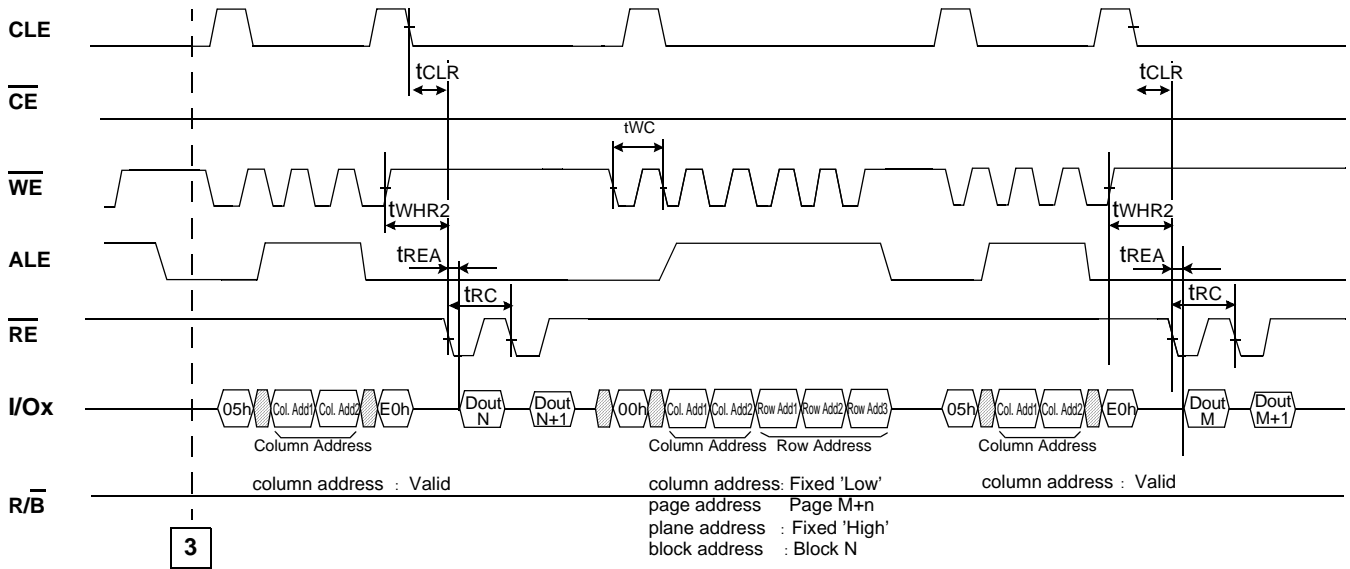 CLE
tCLR
tCLR
CE
tWC
WE
tWHR2
tWHR2
ALE
tREA
tREA
tRC
tRC
RE
I/Ox
05h
Col. Add1
Col. Add2
E0h
Dout N
Dout N+1
00h
Col. Add1
Col. Add2
Row Add1
Row Add2
Row Add3
05h
Col. Add1
Col. Add2
E0h
Dout M
Dout M+1
Column Address
Column Address
Row Address
Column Address
column address : Valid
column address: Fixed 'Low'
page address Page M+n
plane address : Fixed 'High'
block address : Block N
column address : Valid
R/B
3